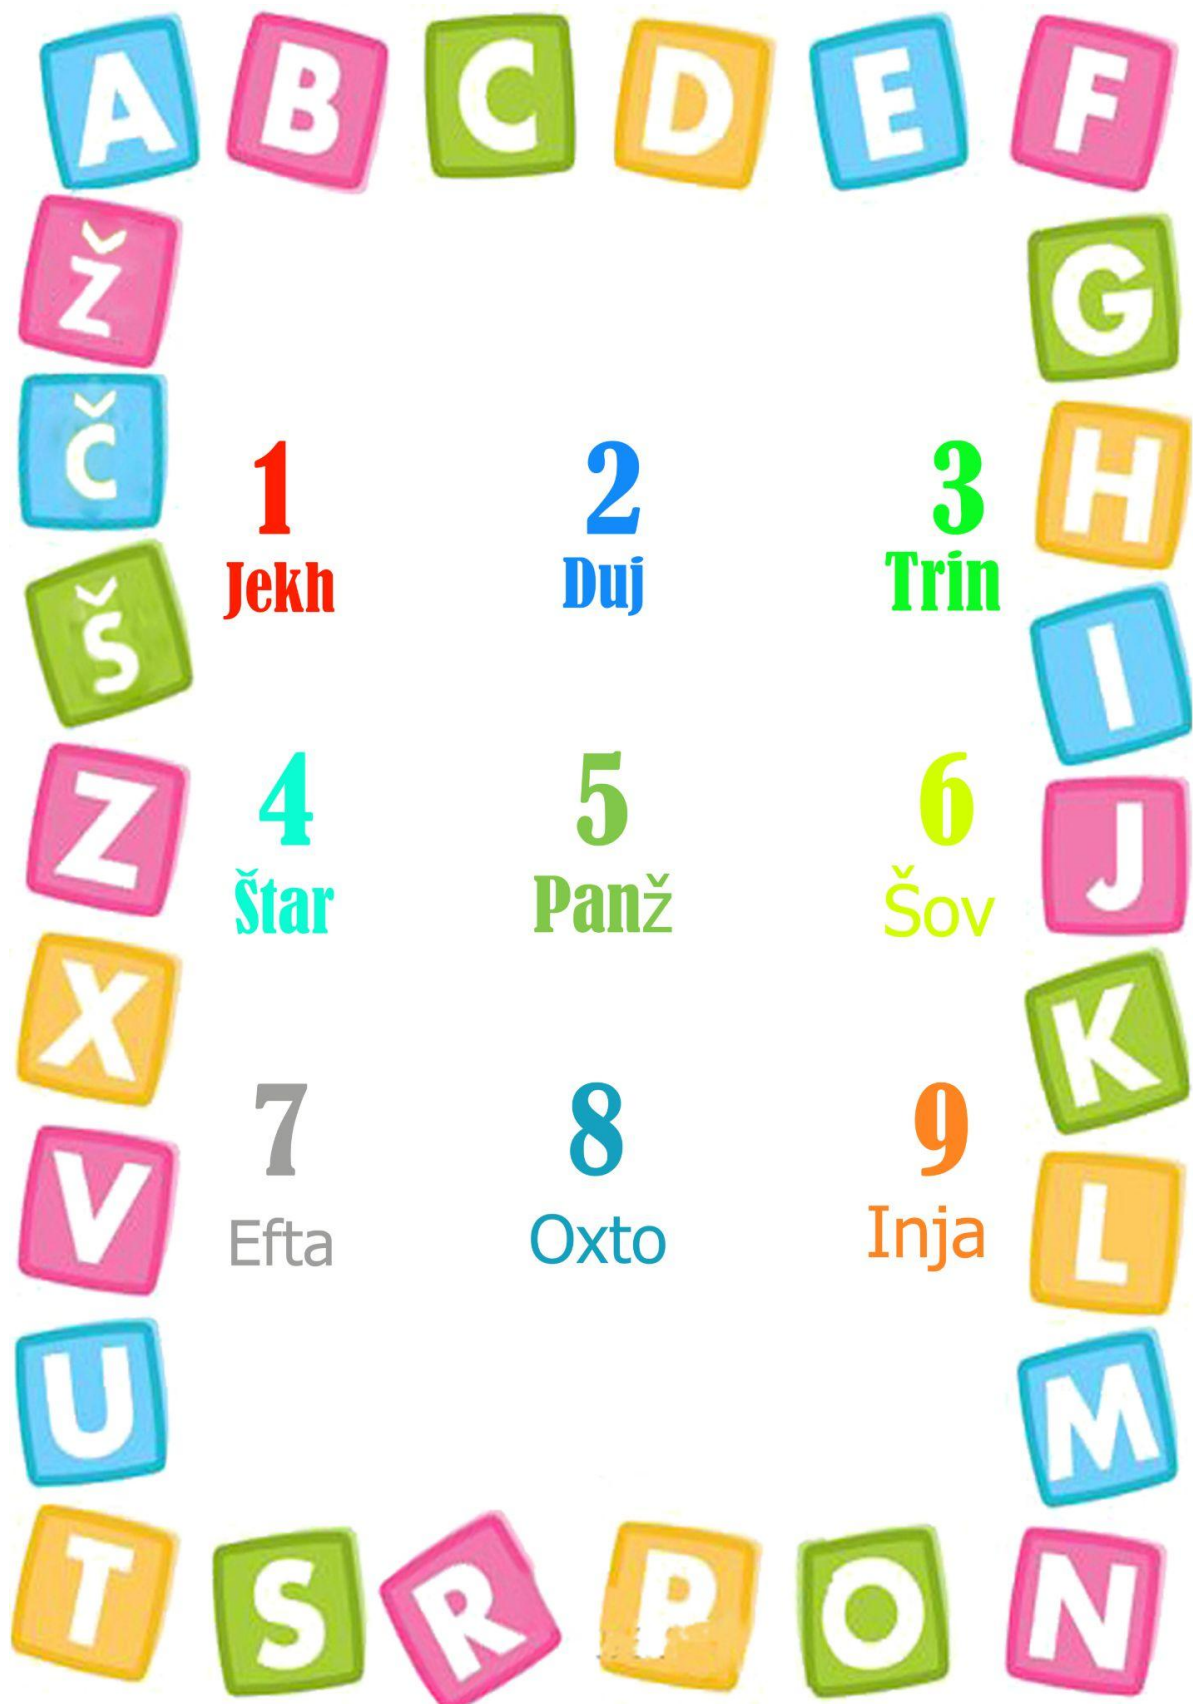 A B C D E F
G
H
I
J
K
L
M
N
O
P
R
S
T
U
V
X
Z
Š
Č
Ž
1 2 3
Jekh Duj Trin
4 5 6
Štar Panž Šov
7 8 9
Efta Oxto Inja